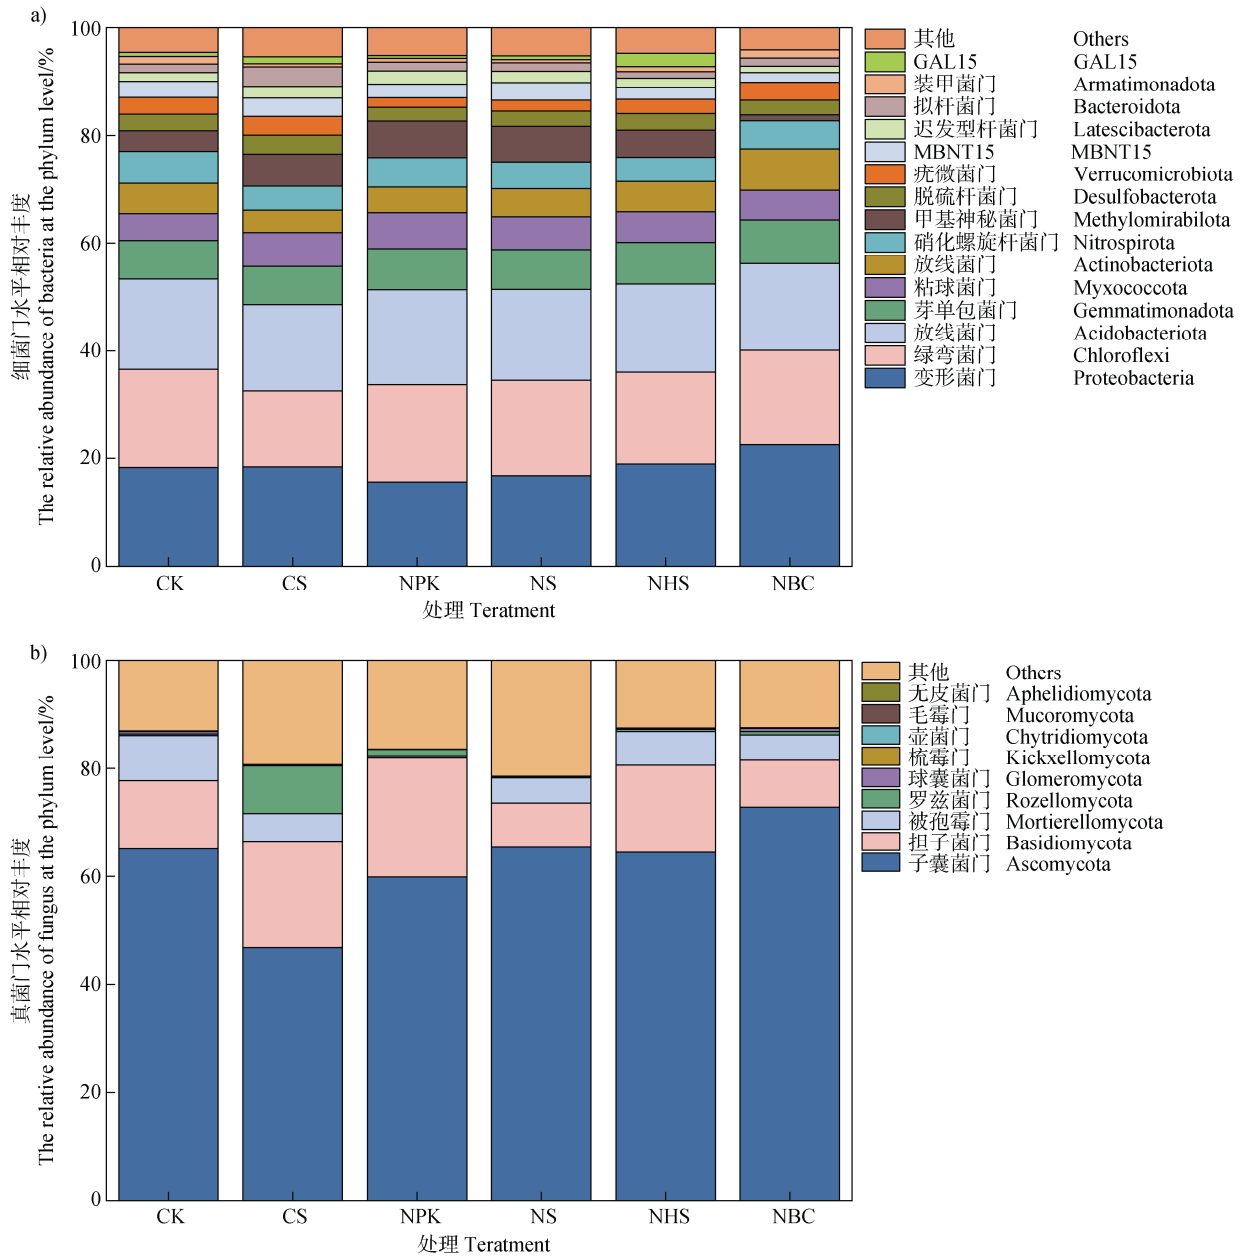 a)
细菌门水平相对丰度
The relative abundance of bacteria at the phylum level/%
100
80
60
40
20
0
CK CS NPK NS NHS NBC
处理 Teratment
其他 Others
GAL15 GAL15
装甲菌门 Armatimonadota
拟杆菌门 Bacteroidota
迟发型杆菌门 Latescibacterota
MBNT15 MBNT15
疣微菌门 Verrucomicrobiota
脱硫杆菌门 Desulfobacterota
甲基神秘菌门 Methylomirabilota
硝化螺旋杆菌门 Nitrospirota
放线菌门 Actinobacteriota
粘球菌门 Myxococcota
芽单包菌门 Gemmatimonadota
放线菌门 Acidobacteriota
绿弯菌门 Chloroflexi
变形菌门 Proteobacteria
b)
真菌门水平相对丰度
The relative abundance of fungus at the phylum level/%
100
80
60
40
20
0
CK CS NPK NS NHS NBC
处理 Teratment
其他 Others
无皮菌门 Aphelidiomycota
毛霉门 Mucoromycota
壶菌门 Chytridiomycota
梳霉门 Kickxellomycota
球囊菌门 Glomeromycota
罗兹菌门 Rozellomycota
被孢霉门 Mortierellomycota
担子菌门 Basidiomycota
子囊菌门 Ascomycota